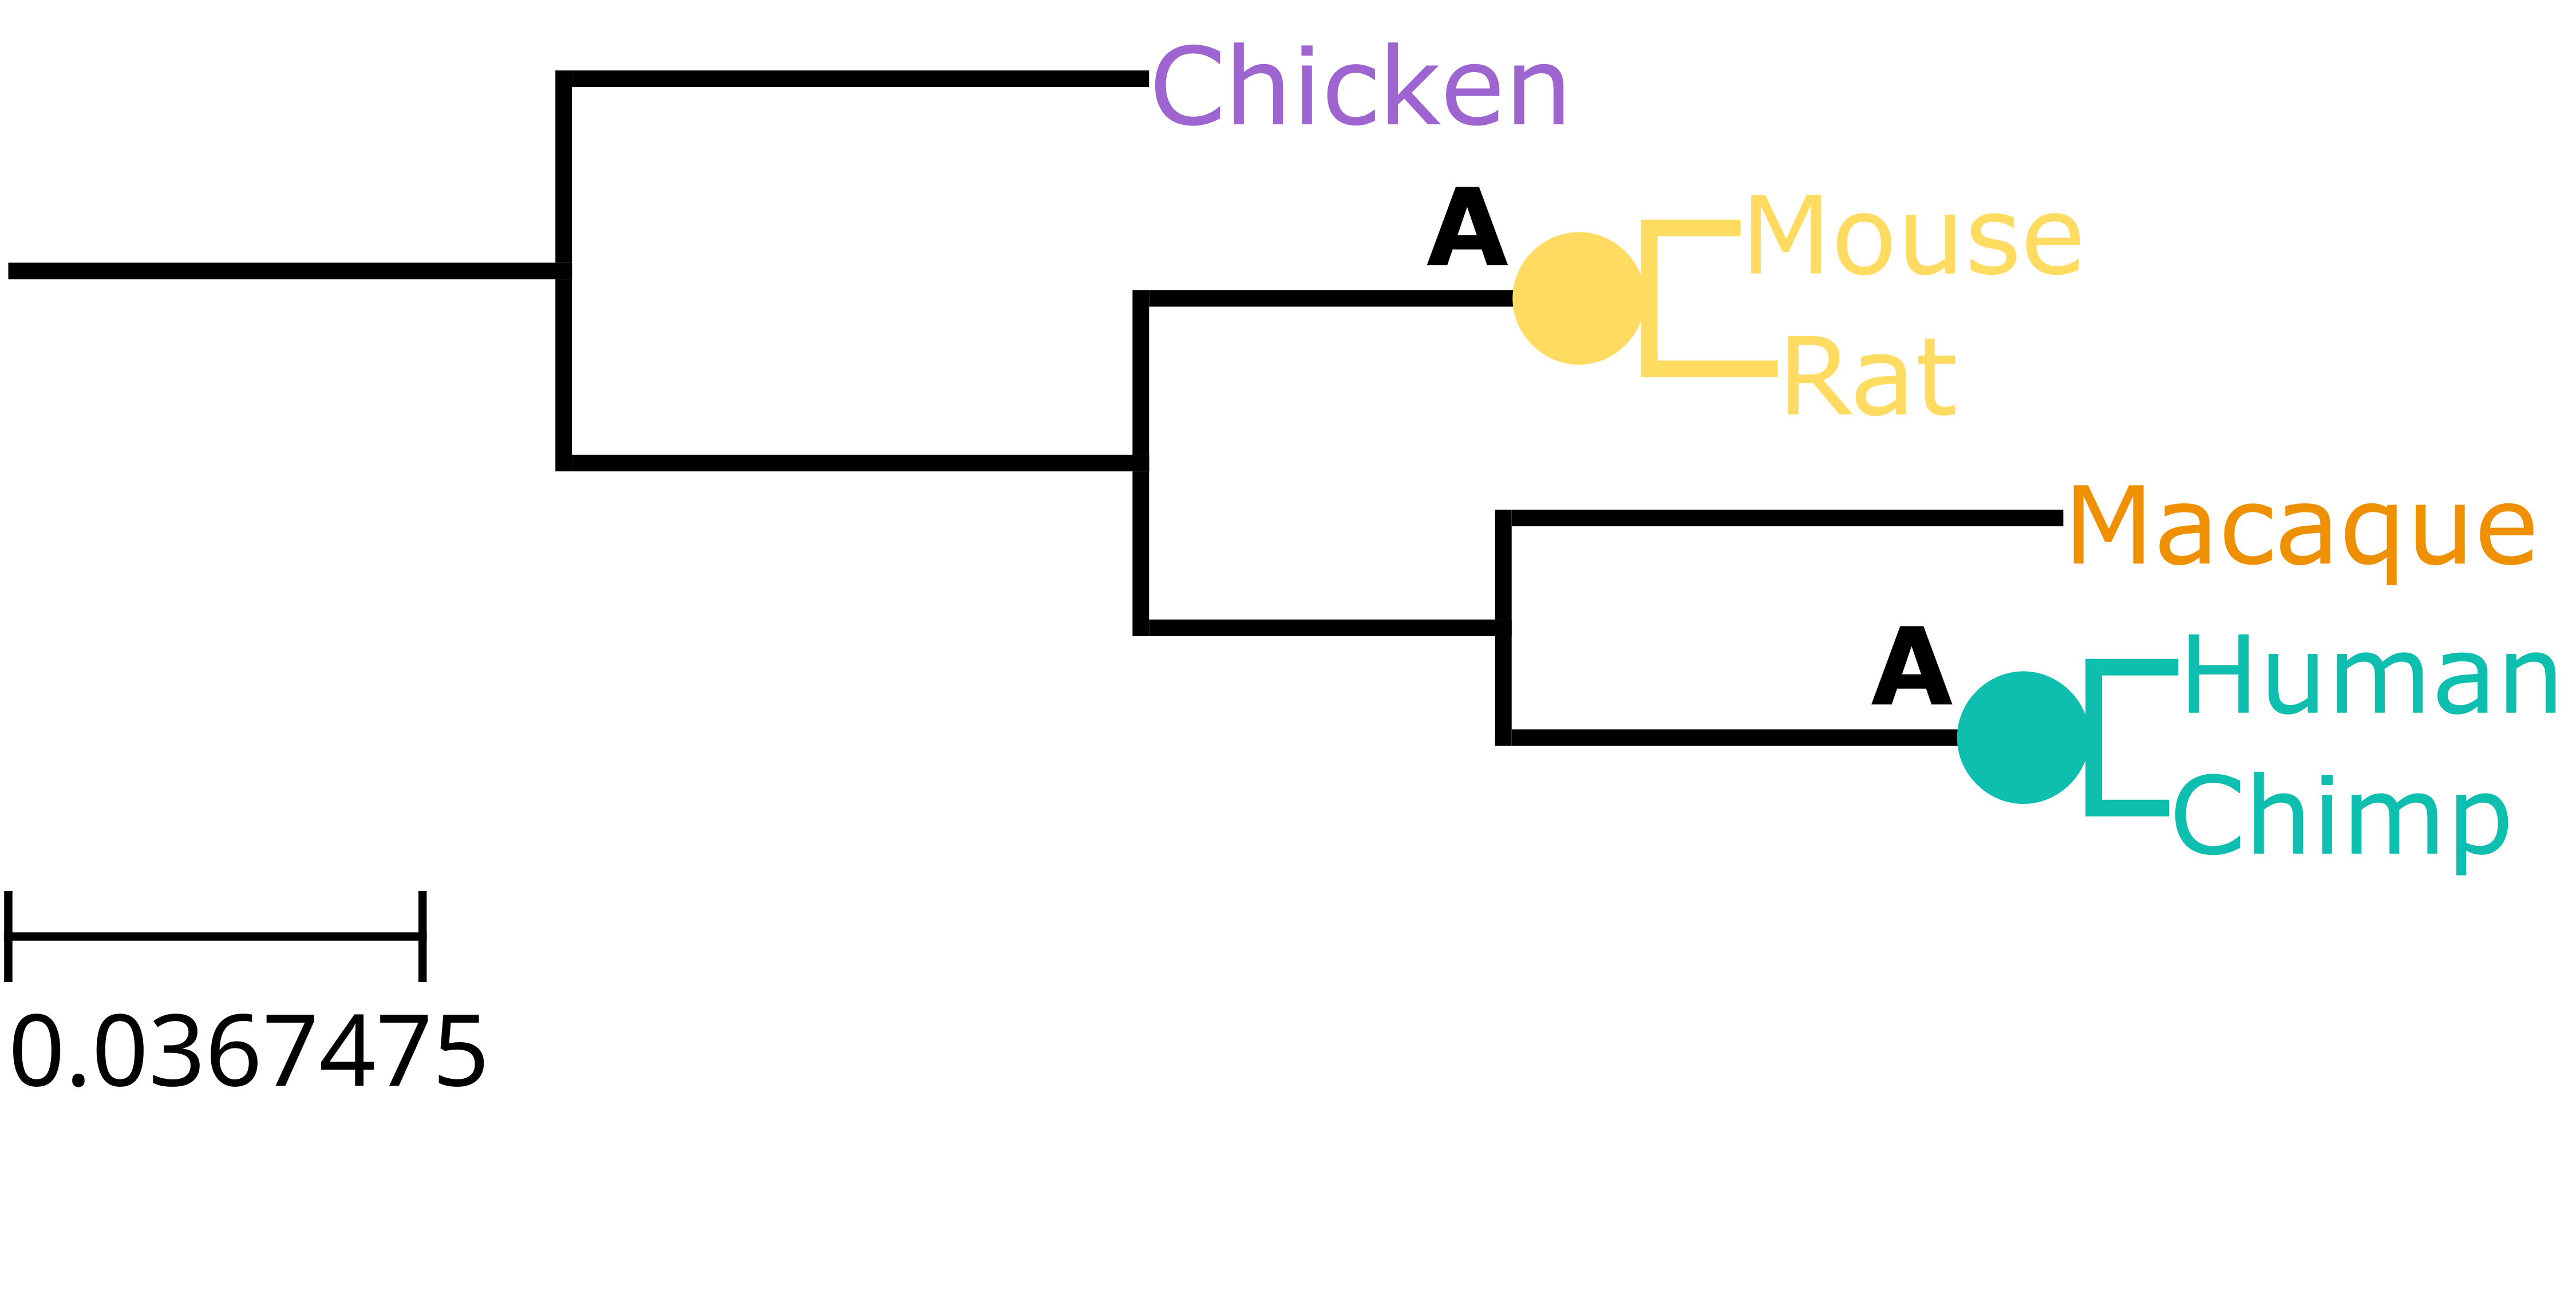 Chicken
A
Mouse
Rat
Macaque
A
Human
Chimp
0.0367475